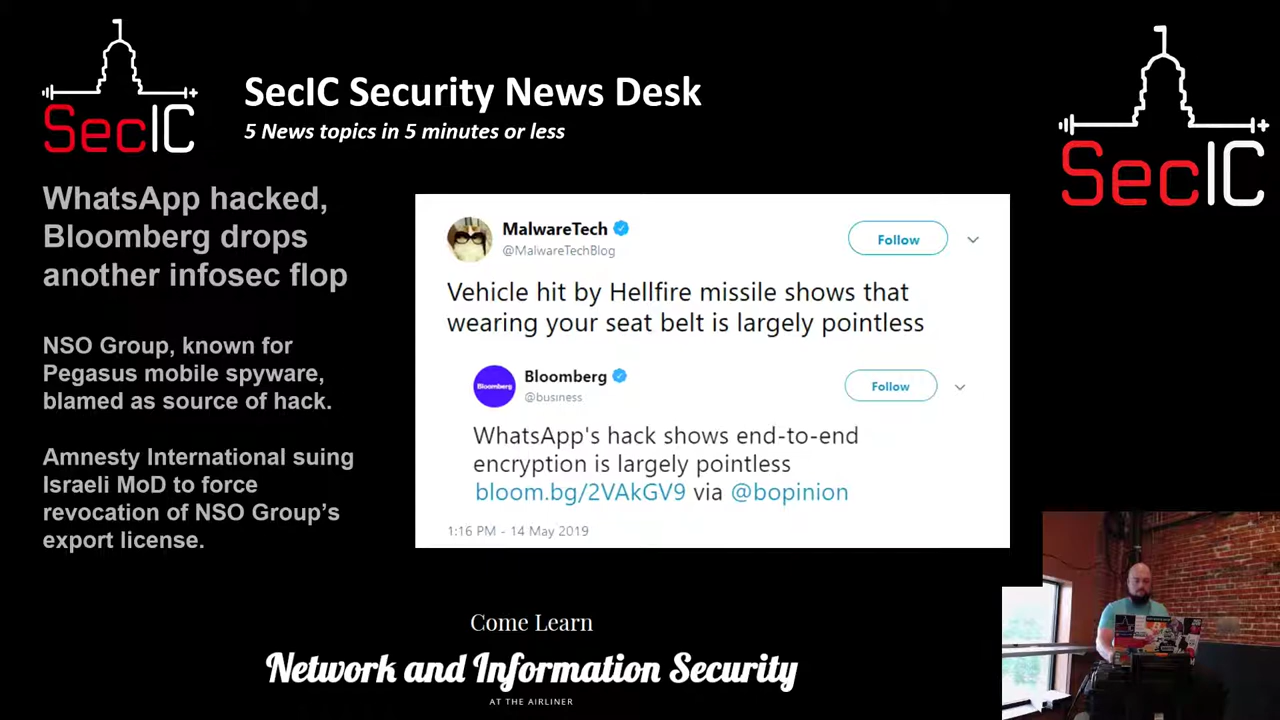 SecIC
SecIC Security News Desk
5 News topics in 5 minutes or less
SecIC
WhatsApp hacked,
Bloomberg drops
another infosec flop
NSO Group, known for
Pegasus mobile spyware,
blamed as source of hack.
Amnesty International suing
Israeli MoD to force
revocation of NSO Group's
export license.
MalwareTech
@MalwareTechBlog
Follow
Vehicle hit by Hellfire missile shows that
wearing your seat belt is largely pointless
Bloomberg
Bloomberg
@business
Follow
WhatsApp's hack shows end-to-end
encryption is largely pointless
bloom.bg/2VAkGV9 via @bopinion
1:16 PM - 14 May 2019
Come Learn
Network and Information Security
AT THE AIRLINER